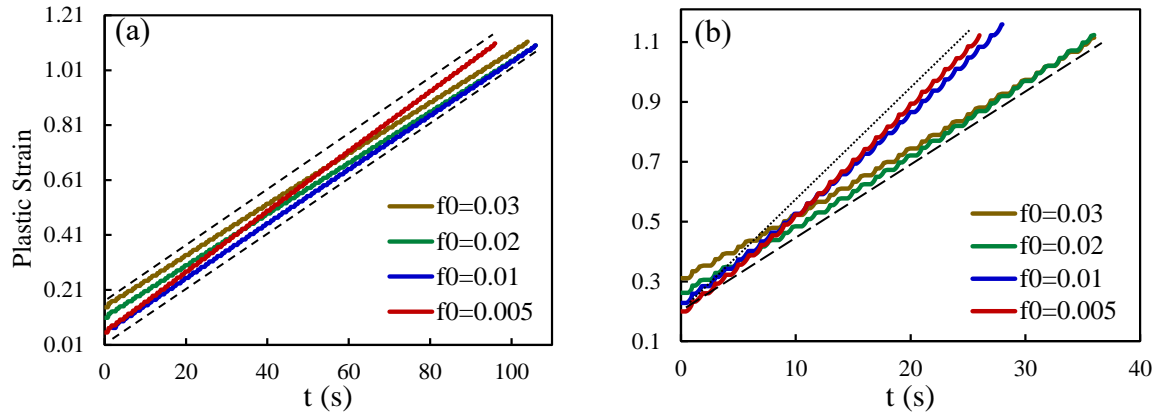 (a)
Plastic Strain
1.21
1.01
0.81
0.61
0.41
0.21
0.01
f0=0.03
f0=0.02
f0=0.01
f0=0.005
0 20 40 60 80 100
t (s)
(b)
1.1
0.9
0.7
0.5
0.3
0.1
f0=0.03
f0=0.02
f0=0.01
f0=0.005
0 10 20 30 40
t (s)